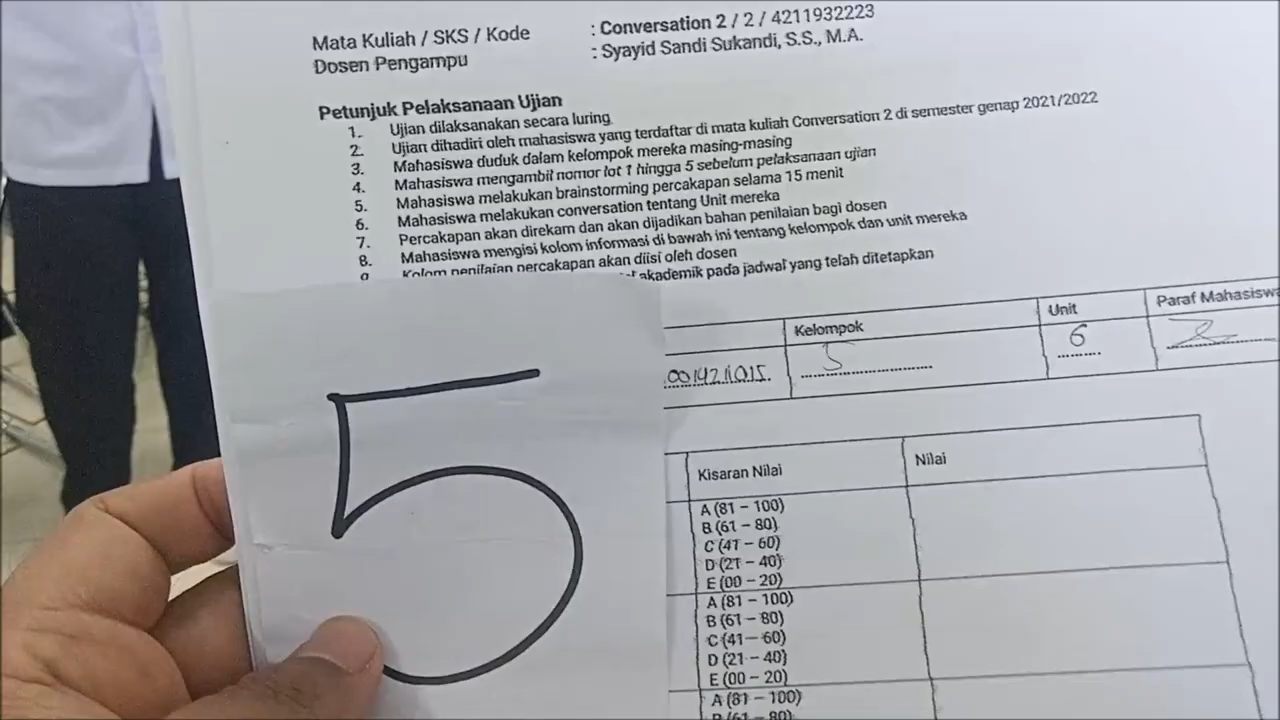 Mata Kuliah / SKS / Kode : Conversation 2 / 2 / 4211932223
Dosen Pengampu : Syayid Sandi Sukandi, S.S., M.A.
Petunjuk Pelaksanaan Ujian
1. Ujian dilaksanakan secara luring
2. Ujian dihadiri oleh mahasiswa yang terdaftar di mata kuliah Conversation 2 di semester genap 2021/2022
3. Mahasiswa duduk dalam kelompok mereka masing-masing
4. Mahasiswa mengambil nomor lot 1 hingga 5 sebelum pelaksanaan ujian
5. Mahasiswa melakukan brainstorming percakapan selama 15 menit
6. Mahasiswa melakukan conversation tentang Unit mereka
7. Percakapan akan direkam dan akan dijadikan bahan penilaian bagi dosen
8. Mahasiswa mengisi kolom informasi di bawah ini tentang kelompok dan unit mereka
9. Kolom penilaian percakapan akan diisi oleh dosen
akademik pada jadwal yang telah ditetapkan
Kelompok Unit Paraf Mahasiswa
5 6
5
Kisaran Nilai Nilai
A (81 – 100)
B (61 – 80)
C (41 – 60)
D (21 – 40)
E (00 – 20)
A (81 – 100)
B (61 – 80)
C (41 – 60)
D (21 – 40)
E (00 – 20)
A (81 – 100)
B (61 – 80)